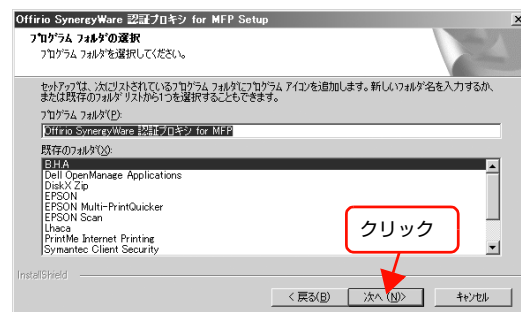 Offirio SynergyWare 認証プロキシ for MFP Setup
プログラム フォルダの選択
プログラム フォルダを選択してください。
セットアップは、次にリストされているプログラム フォルダにプログラム アイコンを追加します。新しいフォルダ名を入力するか、
または既存のフォルダ リストから1つを選択することもできます。
プログラム フォルダ(P):
Offirio SynergyWare 認証プロキシ for MFP
既存のフォルダ(X):
BHA
Dell OpenManage Applications
DiskX Zip
EPSON
EPSON Multi-PrintQuicker
EPSON Scan
Lhaca
PrintMe Internet Printing
Symantec Client Security
クリック
InstallShield
< 戻る(B)
次へ (N)>
キャンセル